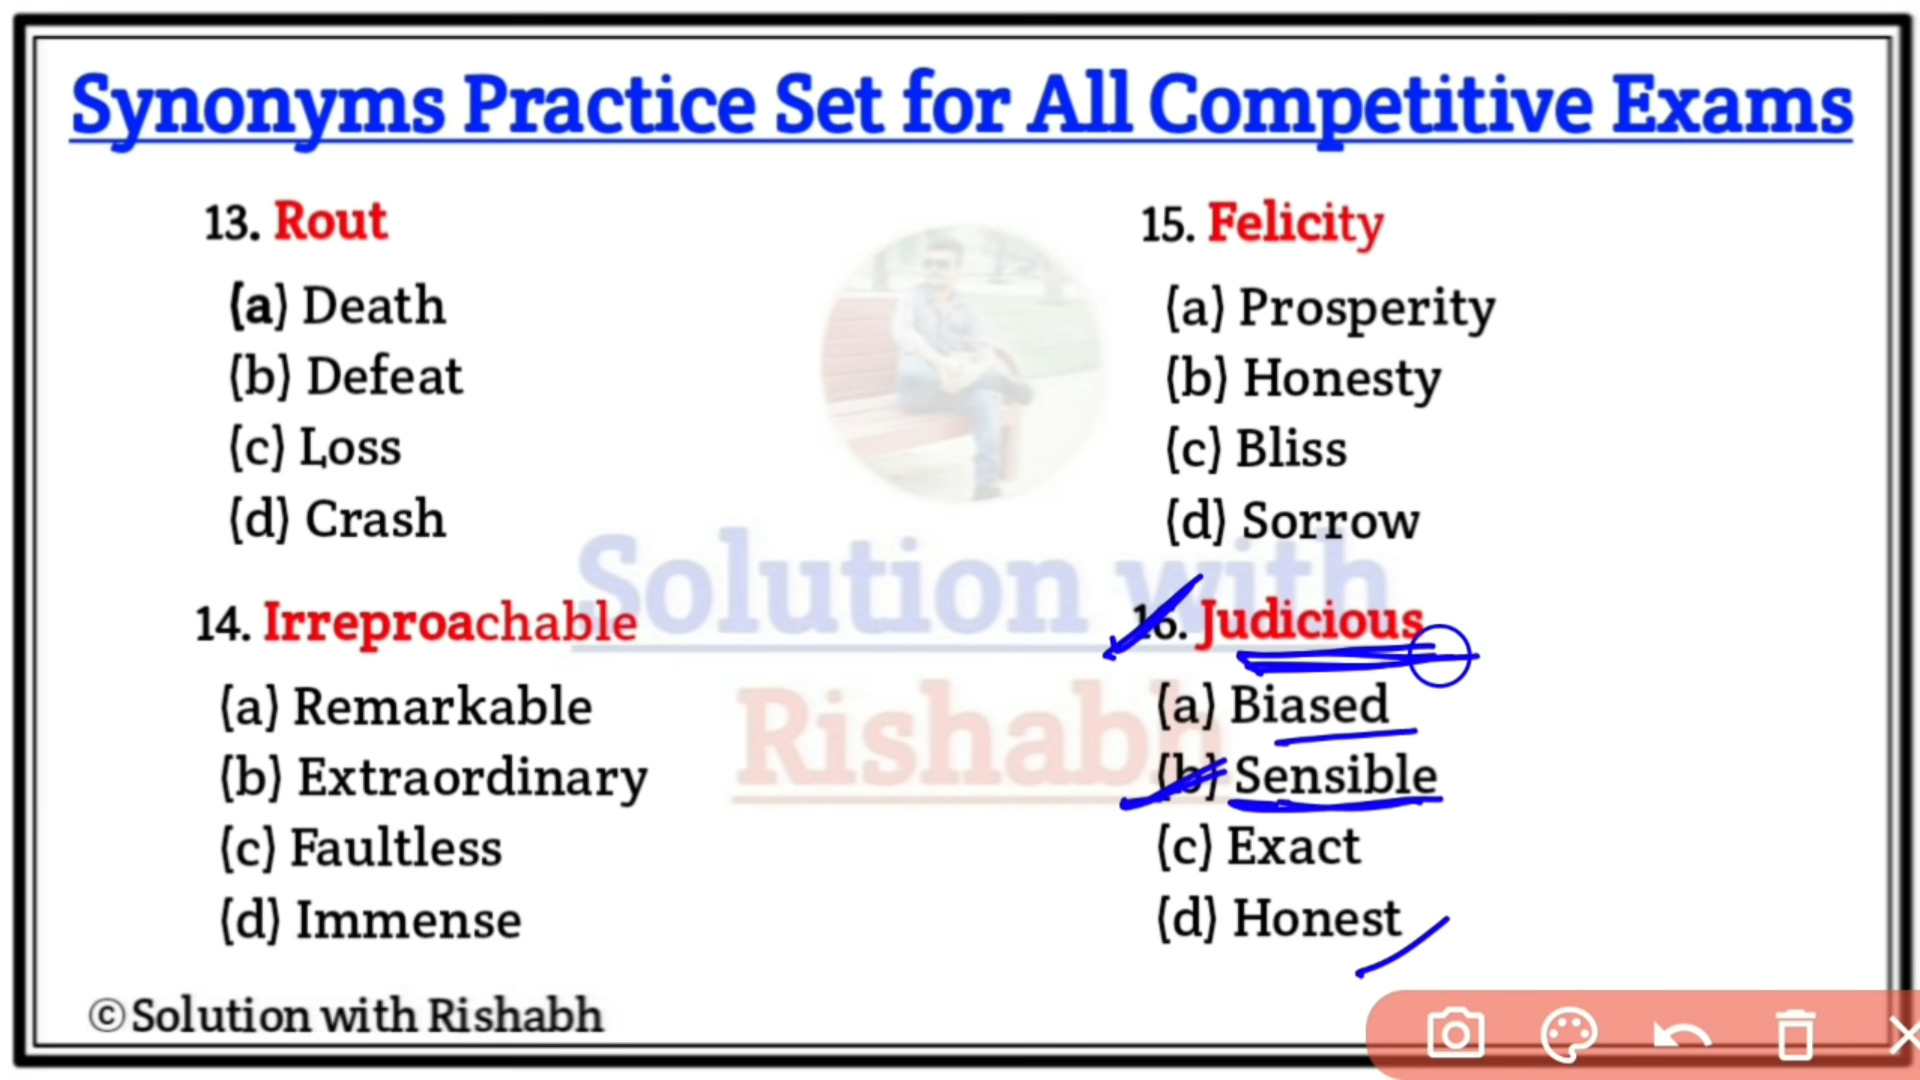 Synonyms Practice Set for All Competitive Exams
13. Rout
(a) Death
(b) Defeat
(c) Loss
(d) Crash
14. Irreproachable
(a) Remarkable
(b) Extraordinary
(c) Faultless
(d) Immense
15. Felicity
(a) Prosperity
(b) Honesty
(c) Bliss
(d) Sorrow
16. Judicious
(a) Biased
(b) Sensible
(c) Exact
(d) Honest
Solution with
Rishabh
©Solution with Rishabh